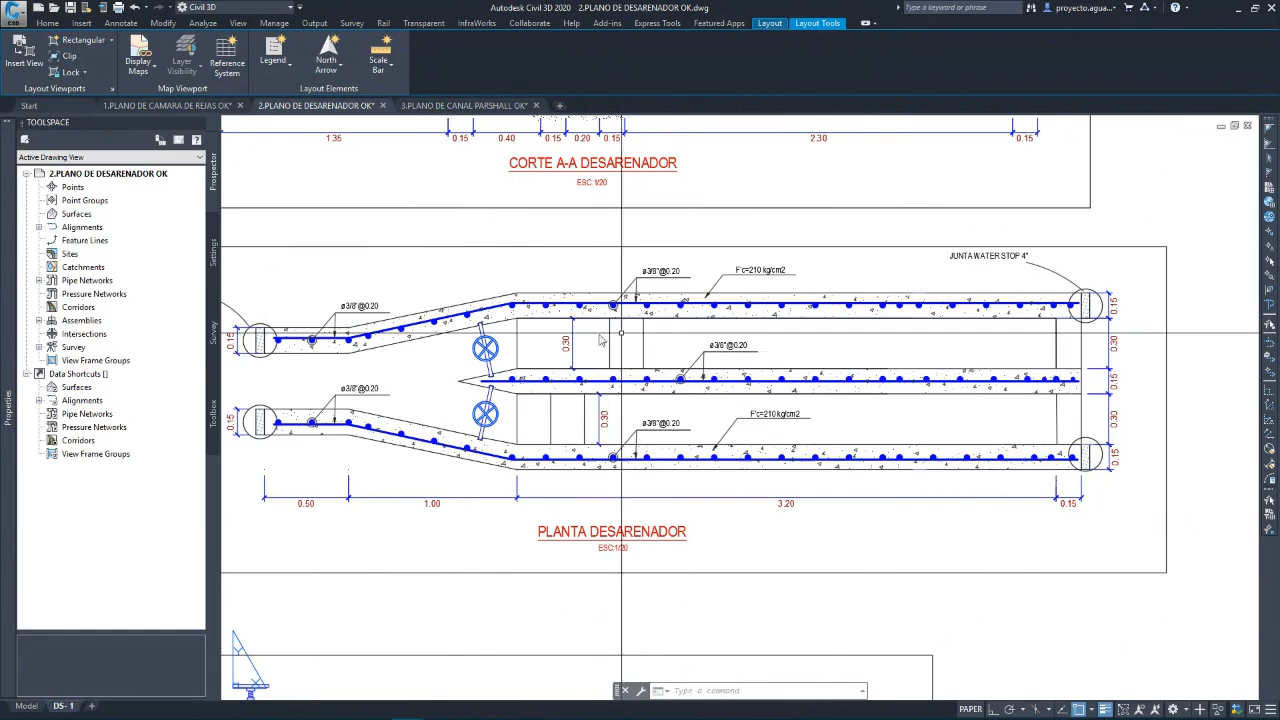 C3D
Civil 3D
Autodesk Civil 3D 2020
2.PLANO DE DESARENADOR OK.dwg
Type a keyword or phrase
proyecto.agua...
Home Insert Annotate Modify Analyze View Manage Output Survey Rail Transparent InfraWorks Collaborate Help Add-ins Express Tools Featured Apps Layout Layout Tools
Insert View
Rectangular
Clip
Lock
Display Maps
Layer Visibility
Reference System
Legend
North Arrow
Scale Bar
Layout Viewports
Map Viewport
Layout Elements
Start
1.PLANO DE CAMARA DE REJAS OK*
2.PLANO DE DESARENADOR OK*
3.PLANO DE CANAL PARSHALL OK*
TOOLSPACE
Active Drawing View
2.PLANO DE DESARENADOR OK
Points
Point Groups
Surfaces
Alignments
Feature Lines
Sites
Catchments
Pipe Networks
Pressure Networks
Corridors
Assemblies
Intersections
Survey
View Frame Groups
Data Shortcuts []
Surfaces
Alignments
Pipe Networks
Pressure Networks
Corridors
View Frame Groups
Properties
Prospector
Settings
Survey
Toolbox
1.35 0.15 0.40 0.15 0.20 0.15 2.30 0.15
CORTE A-A DESARENADOR
ESC:1/20
JUNTA WATER STOP 4"
ø3/8"@0.20
F'c=210 kg/cm2
ø3/8"@0.20
0.15
0.15
0.30
ø3/8"@0.20
0.30
0.15
ø3/8"@0.20
F'c=210 kg/cm2
0.15
0.30
ø3/8"@0.20
0.30
0.15
0.50 1.00 3.20 0.15
PLANTA DESARENADOR
ESC:1/20
Y
X
Type a command
Model
DS- 1
PAPER